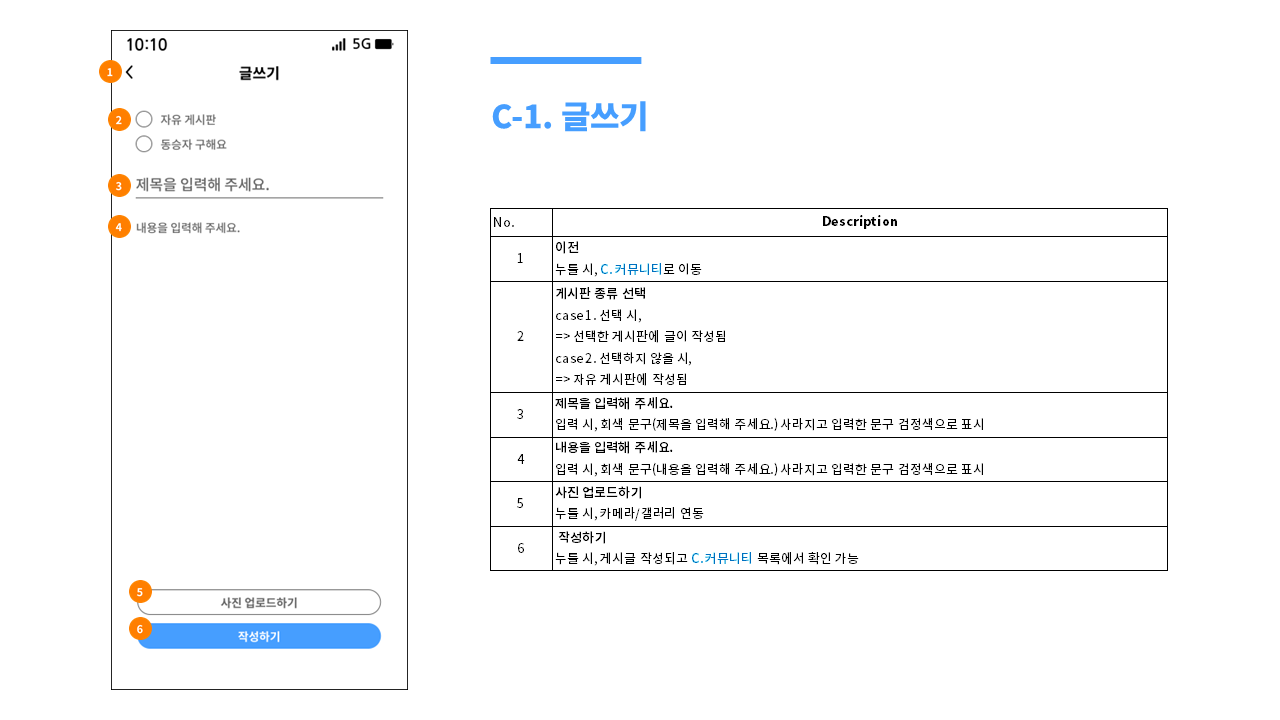 10:10
5G
1
글쓰기
2
자유 게시판
동승자 구해요
3
제목을 입력해 주세요.
4
내용을 입력해 주세요.
5
사진 업로드하기
6
작성하기
C-1. 글쓰기
No.
Description
1
이전
누를 시, C.커뮤니티로 이동
2
게시판 종류 선택
case1. 선택 시,
=> 선택한 게시판에 글이 작성됨
case2. 선택하지 않을 시,
=> 자유 게시판에 작성됨
3
제목을 입력해 주세요.
입력 시, 회색 문구(제목을 입력해 주세요.) 사라지고 입력한 문구 검정색으로 표시
4
내용을 입력해 주세요.
입력 시, 회색 문구(내용을 입력해 주세요.) 사라지고 입력한 문구 검정색으로 표시
5
사진 업로드하기
누를 시, 카메라/갤러리 연동
6
작성하기
누를 시, 게시글 작성되고 C.커뮤니티 목록에서 확인 가능